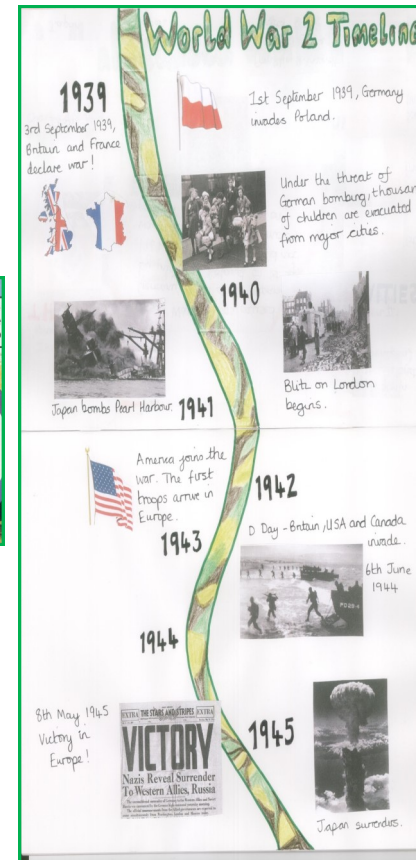 World War 2 Timeline
1939
1st September 1939, Germany
invades Poland.
3rd September 1939,
Britain and France
declare war!
Under the threat of
German bombing, thousan
of children are evacuated
from major cities.
1940
Blitz on London
begins.
Japan bombs Pearl Harbour. 1941
America joins the
war. The first
troops arrive in
Europe.
1942
1943
D Day - Britain, USA and Canada
invade.
6th June
1944
1944
8th May 1945
Victory in
Europe!
EXTRA THE STARS AND STRIPES EXTRA
VICTORY
Nazis Reveal Surrender
To Western Allies, Russia
1945
Japan surrenders.